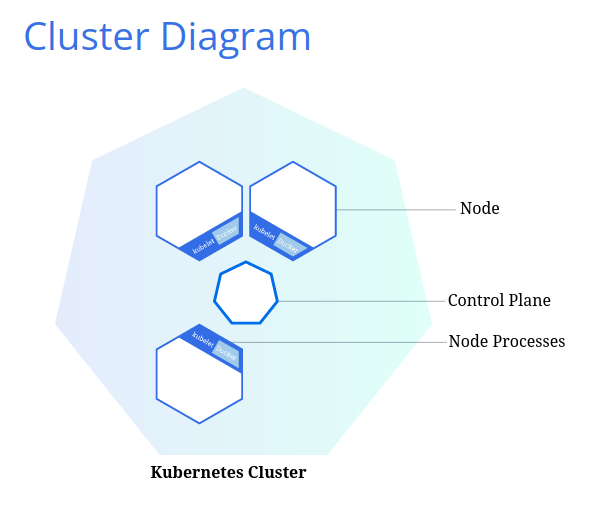 Cluster Diagram
kubelet Docker
kubelet Docker
Node
Control Plane
kubelet Docker
Node Processes
Kubernetes Cluster